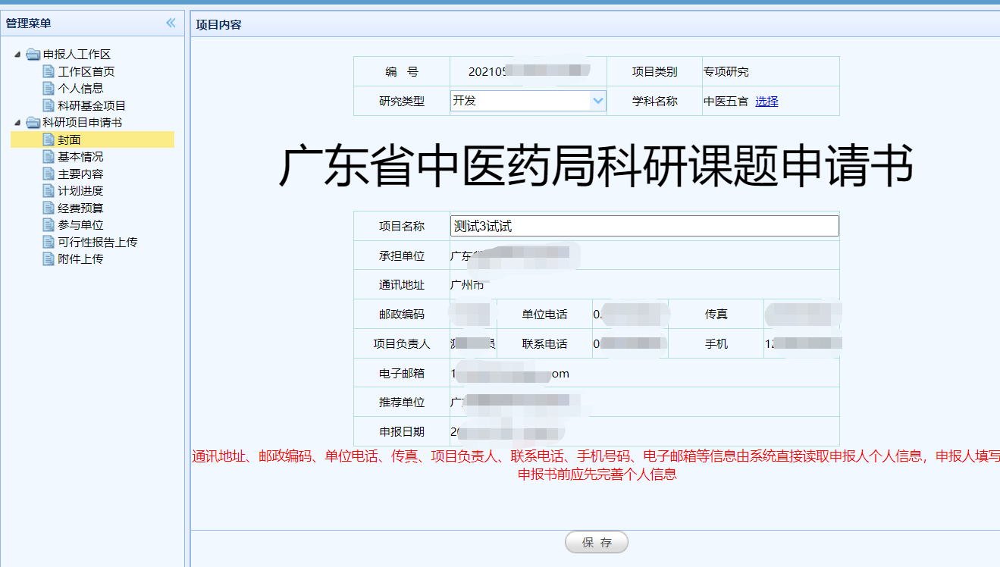 管理菜单
申报人工作区
工作区首页
个人信息
科研基金项目
科研项目申请书
封面
基本情况
主要内容
计划进度
经费预算
参与单位
可行性报告上传
附件上传
项目内容
编 号 202105 项目类别 专项研究
研究类型 开发 学科名称 中医五官 选择
广东省中医药局科研课题申请书
项目名称 测试3试试
承担单位 广东
通讯地址 广州市
邮政编码 单位电话 0 传真
项目负责人 员 联系电话 0 手机 12
电子邮箱 1 om
推荐单位 广
申报日期 2
通讯地址、邮政编码、单位电话、传真、项目负责人、联系电话、手机号码、电子邮箱等信息由系统直接读取申报人个人信息，申报人填写
申报书前应先完善个人信息
保 存